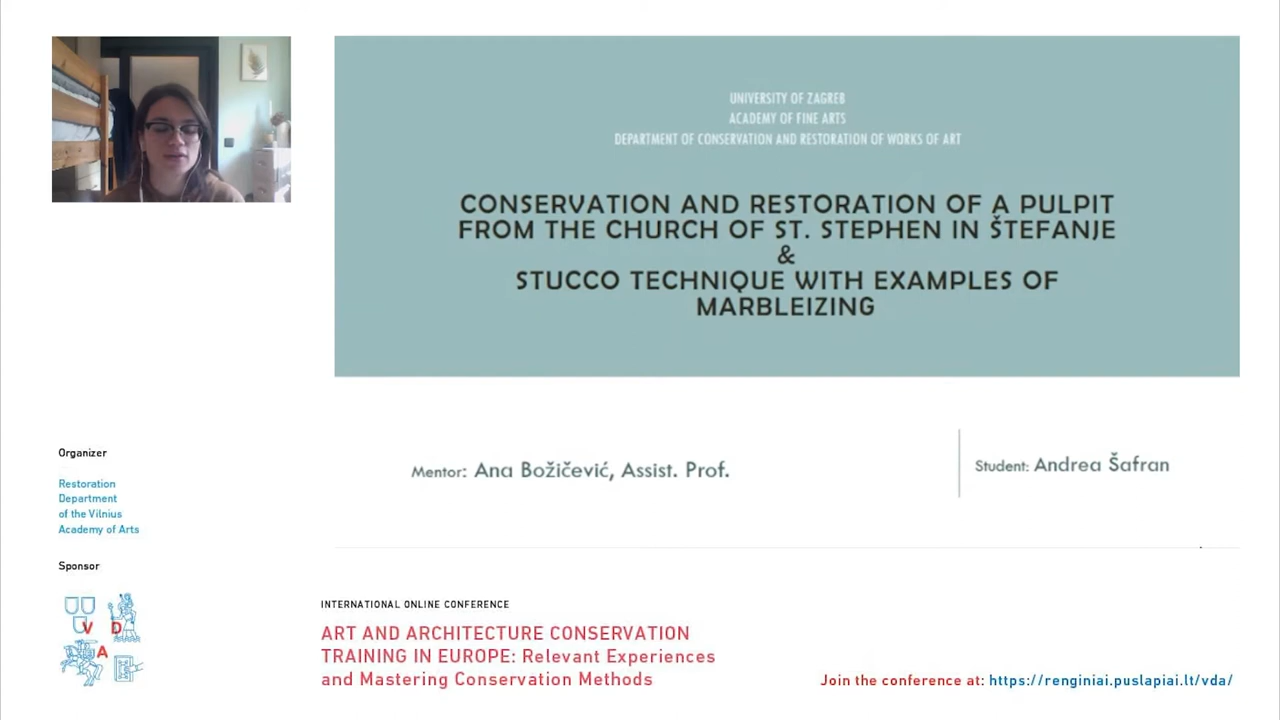 UNIVERSITY OF ZAGREB
ACADEMY OF FINE ARTS
DEPARTMENT OF CONSERVATION AND RESTORATION OF WORKS OF ART
CONSERVATION AND RESTORATION OF A PULPIT
FROM THE CHURCH OF ST. STEPHEN IN ŠTEFANJE
&
STUCCO TECHNIQUE WITH EXAMPLES OF
MARBLEIZING
Mentor: Ana Božičević, Assist. Prof.
Student: Andrea Šafran
Organizer
Restoration
Department
of the Vilnius
Academy of Arts
Sponsor
V D
A
INTERNATIONAL ONLINE CONFERENCE
ART AND ARCHITECTURE CONSERVATION
TRAINING IN EUROPE: Relevant Experiences
and Mastering Conservation Methods
Join the conference at: https://renginiai.puslapiai.lt/vda/